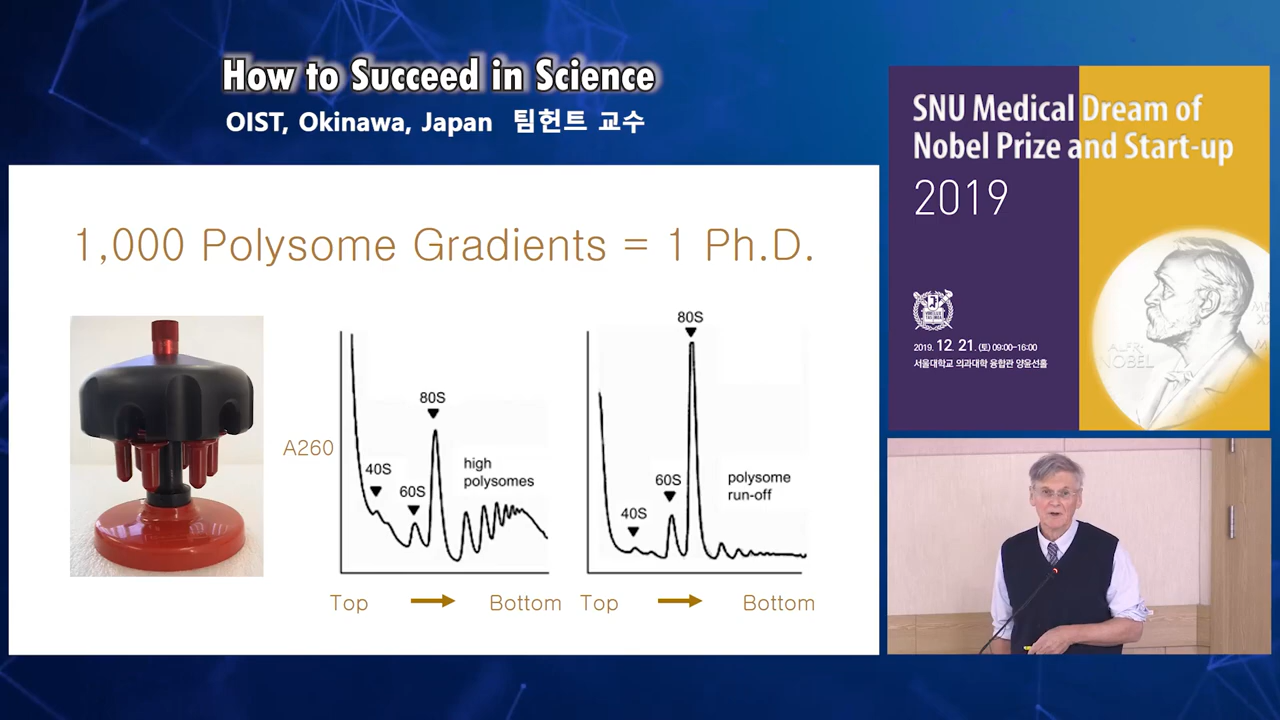 How to Succeed in Science
OIST, Okinawa, Japan 팀헌트 교수
1,000 Polysome Gradients = 1 Ph.D.
A260
40S
60S
80S
high
polysomes
Top
Bottom
40S
60S
80S
polysome
run-off
Top
Bottom
SNU Medical Dream of
Nobel Prize and Start-up
2019
2019. 12. 21. (토) 09:00~16:00
서울대학교 의과대학 융합관 양윤선홀
ALFR.
NOBEL